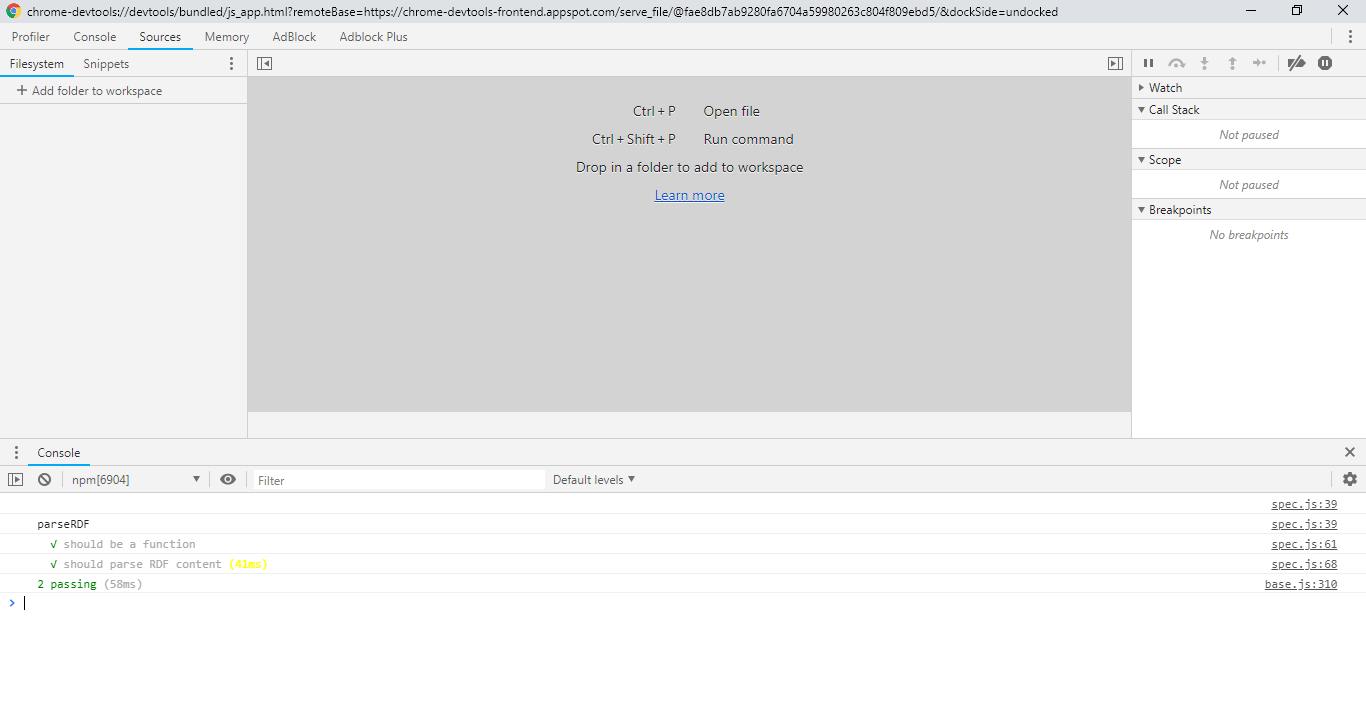 chrome-devtools://devtools/bundled/js_app.html?remoteBase=https://chrome-devtools-frontend.appspot.com/serve_file/@fae8db7ab9280fa6704a59980263c804f809ebd5/&dockSide=undocked
Profiler Console Sources Memory AdBlock Adblock Plus
Filesystem Snippets
+ Add folder to workspace
Ctrl + P Open file
Ctrl + Shift + P Run command
Drop in a folder to add to workspace
Learn more
Watch
Call Stack
Not paused
Scope
Not paused
Breakpoints
No breakpoints
Console
npm[6904] Filter Default levels
spec.js:39
parseRDF spec.js:39
√ should be a function spec.js:61
√ should parse RDF content (41ms) spec.js:68
2 passing (58ms) base.js:310
>